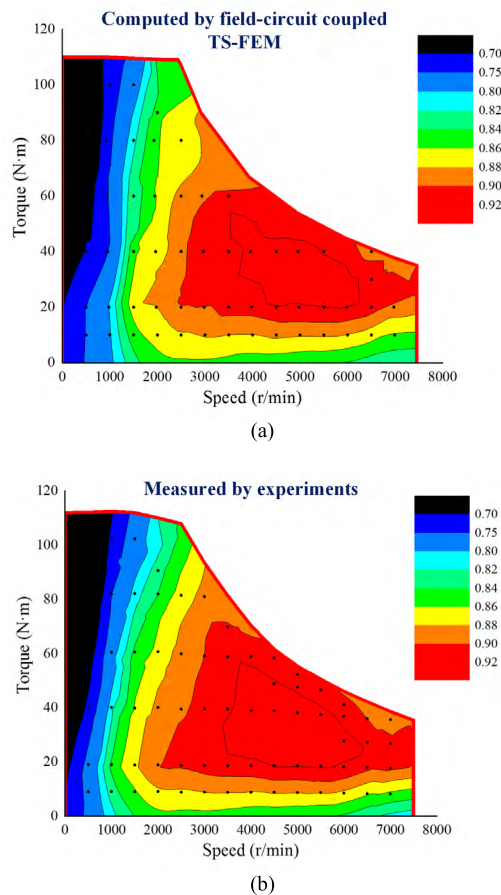 Computed by field-circuit coupled
TS-FEM
120
100
80
60
40
20
0
Torque (N·m)
0 1000 2000 3000 4000 5000 6000 7000 8000
Speed (r/min)
0.70
0.75
0.80
0.82
0.84
0.86
0.88
0.90
0.92
(a)
Measured by experiments
120
100
80
60
40
20
0
Torque (N·m)
0 1000 2000 3000 4000 5000 6000 7000 8000
Speed (r/min)
0.70
0.75
0.80
0.82
0.84
0.86
0.88
0.90
0.92
(b)